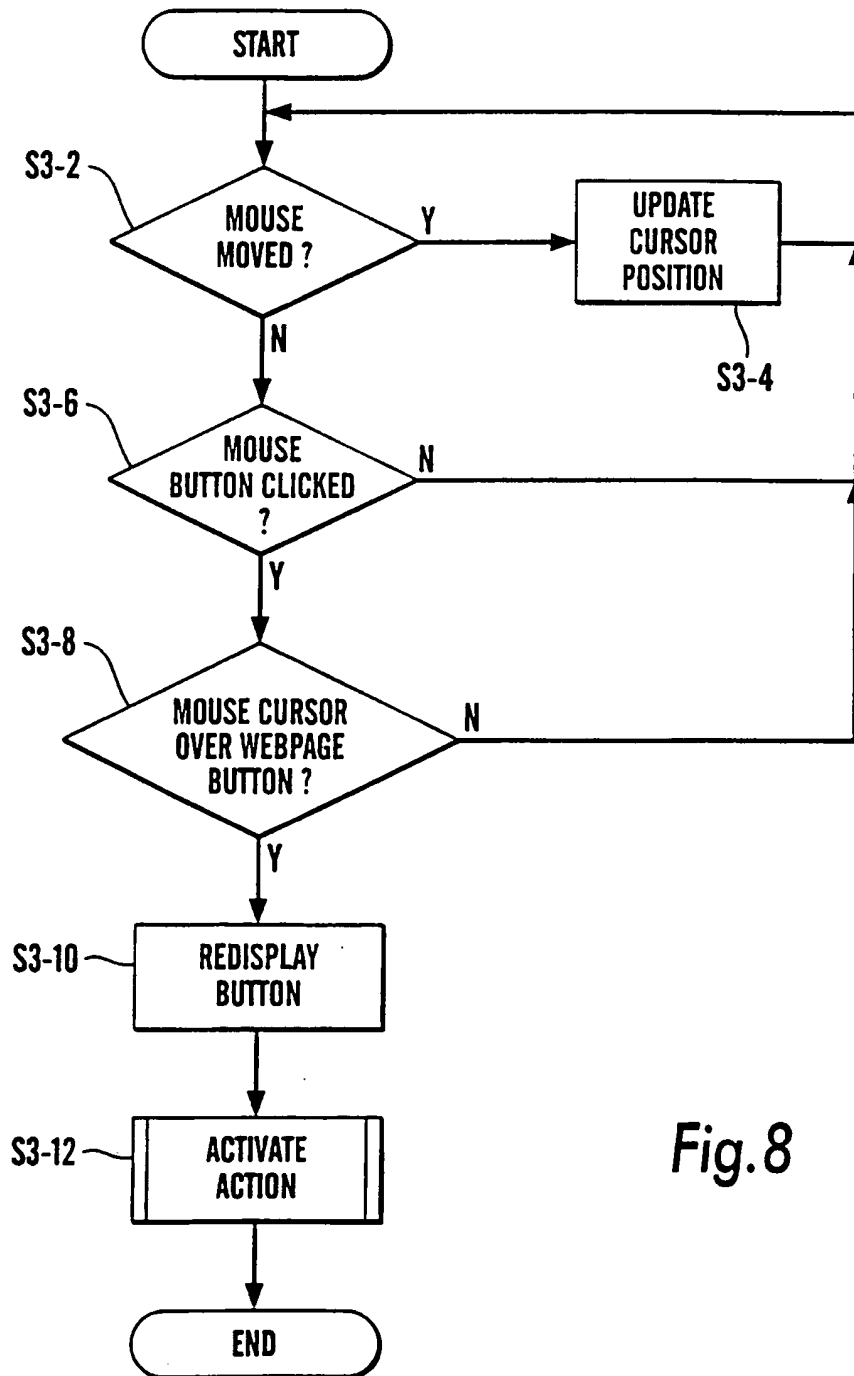 START
S3-2
MOUSE
MOVED ?
Y
UPDATE
CURSOR
POSITION
S3-4
N
S3-6
MOUSE
BUTTON CLICKED
?
N
Y
S3-8
MOUSE CURSOR
OVER WEBPAGE
BUTTON ?
N
Y
S3-10
REDISPLAY
BUTTON
S3-12
ACTIVATE
ACTION
Fig.8
END